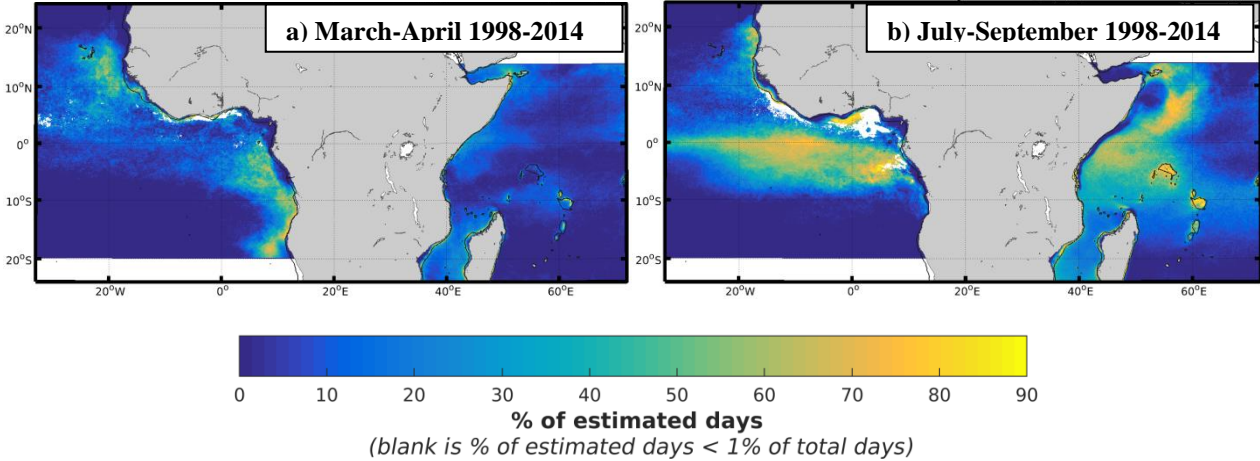 a) March-April 1998-2014
b) July-September 1998-2014
20°N
10°N
0°
10°S
20°S
20°W 0° 20°E 40°E 60°E
20°N
10°N
0°
10°S
20°S
20°W 0° 20°E 40°E 60°E
0 10 20 30 40 50 60 70 80 90
% of estimated days
(blank is % of estimated days < 1% of total days)